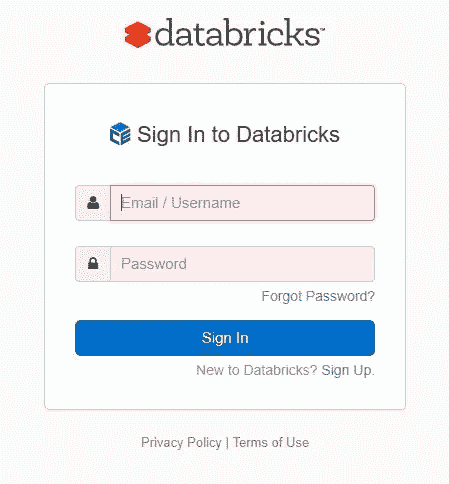 databricks™
Sign In to Databricks
Email / Username
Password
Forgot Password?
Sign In
New to Databricks? Sign Up.
Privacy Policy | Terms of Use